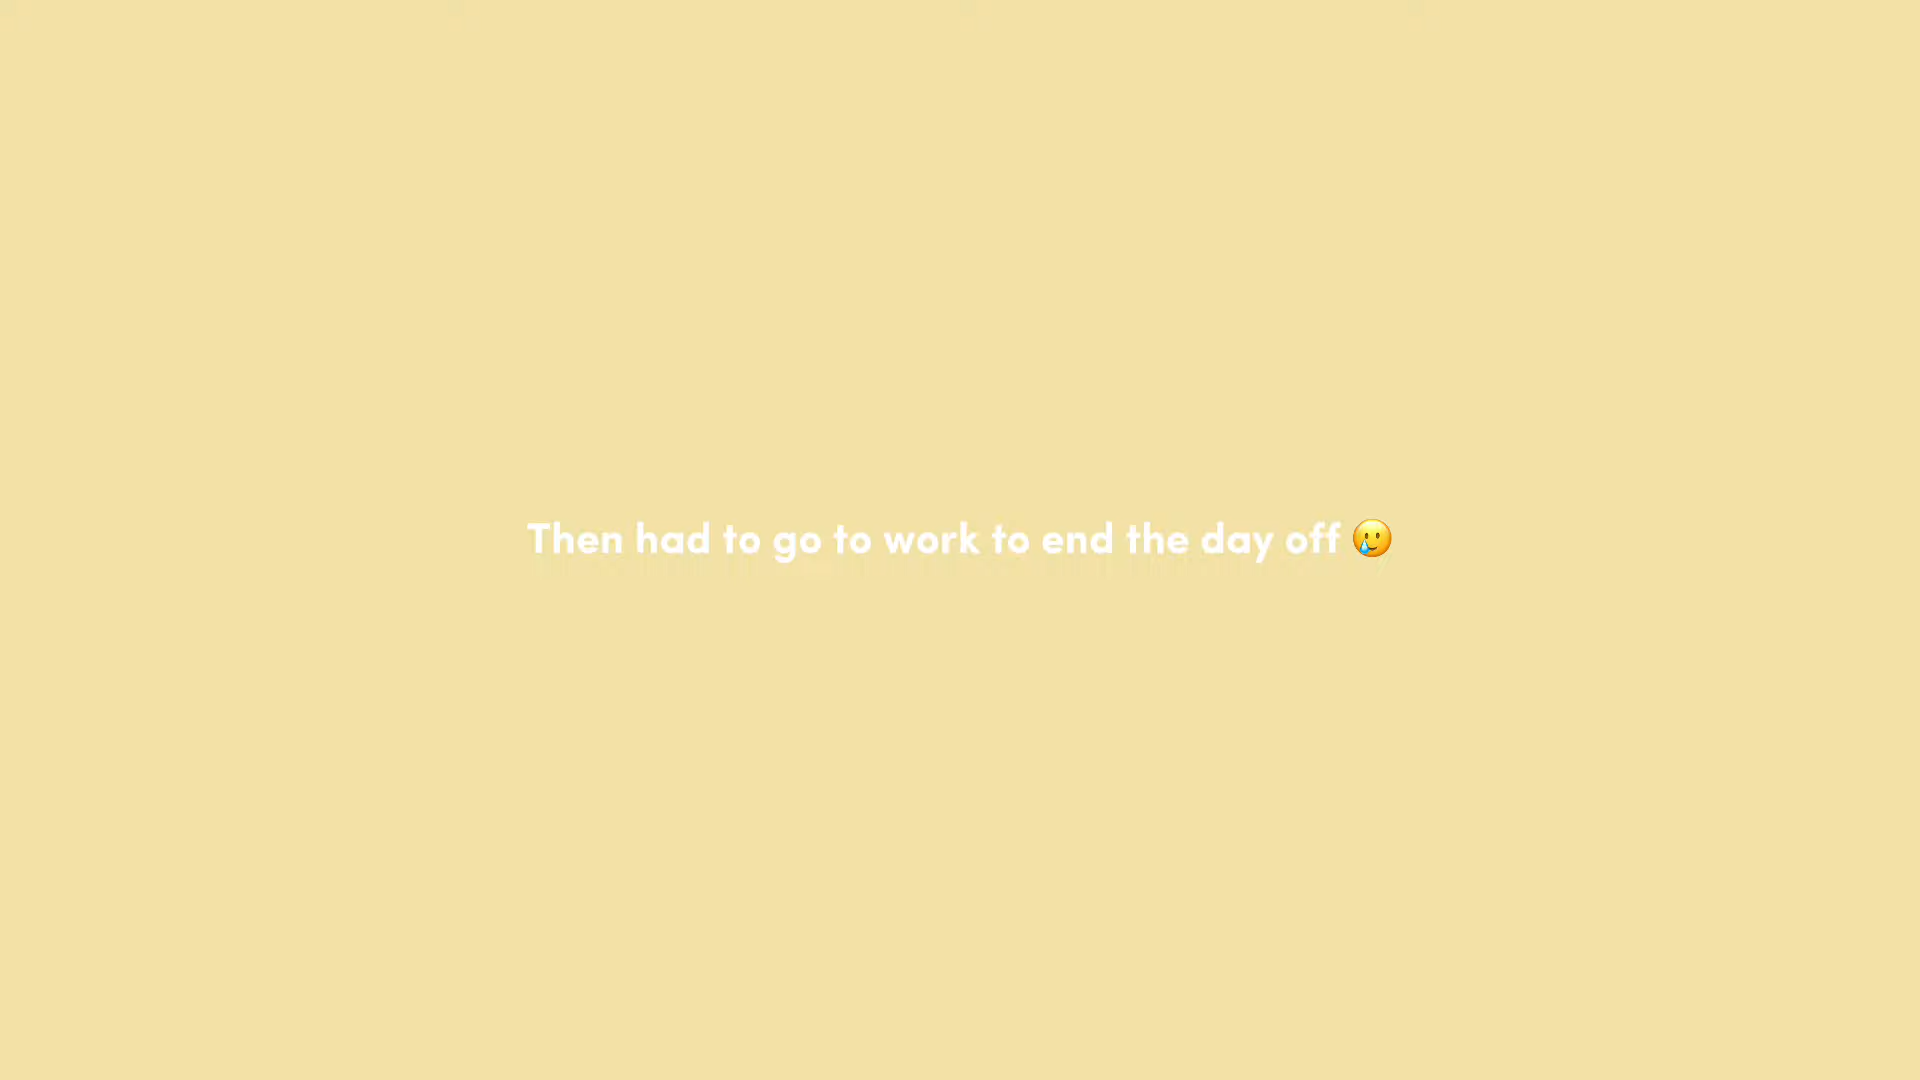 Then had to go to work to end the day off 🥲